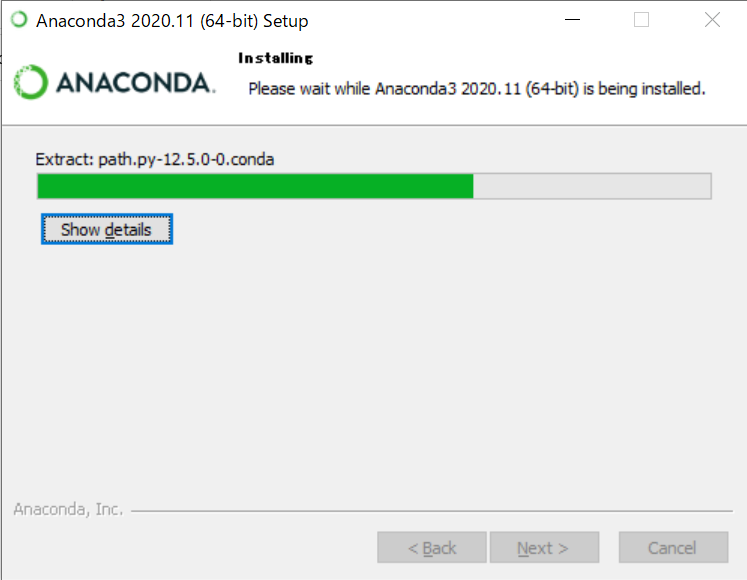 Anaconda3 2020.11 (64-bit) Setup
ANACONDA.
Installing
Please wait while Anaconda3 2020.11 (64-bit) is being installed.
Extract: path.py-12.5.0-0.conda
Show details
Anaconda, Inc.
< Back
Next >
Cancel